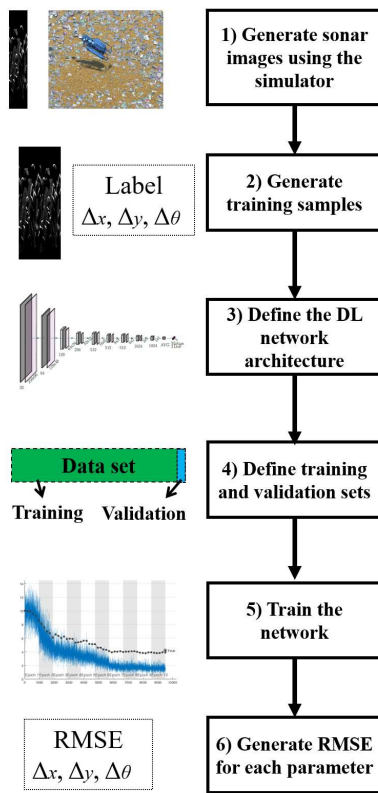 1) Generate sonar
images using the
simulator
Label
Δx, Δy, Δθ
2) Generate
training samples
3) Define the DL
network
architecture
Data set
Training
Validation
4) Define training
and validation sets
5) Train the
network
RMSE
Δx, Δy, Δθ
6) Generate RMSE
for each parameter